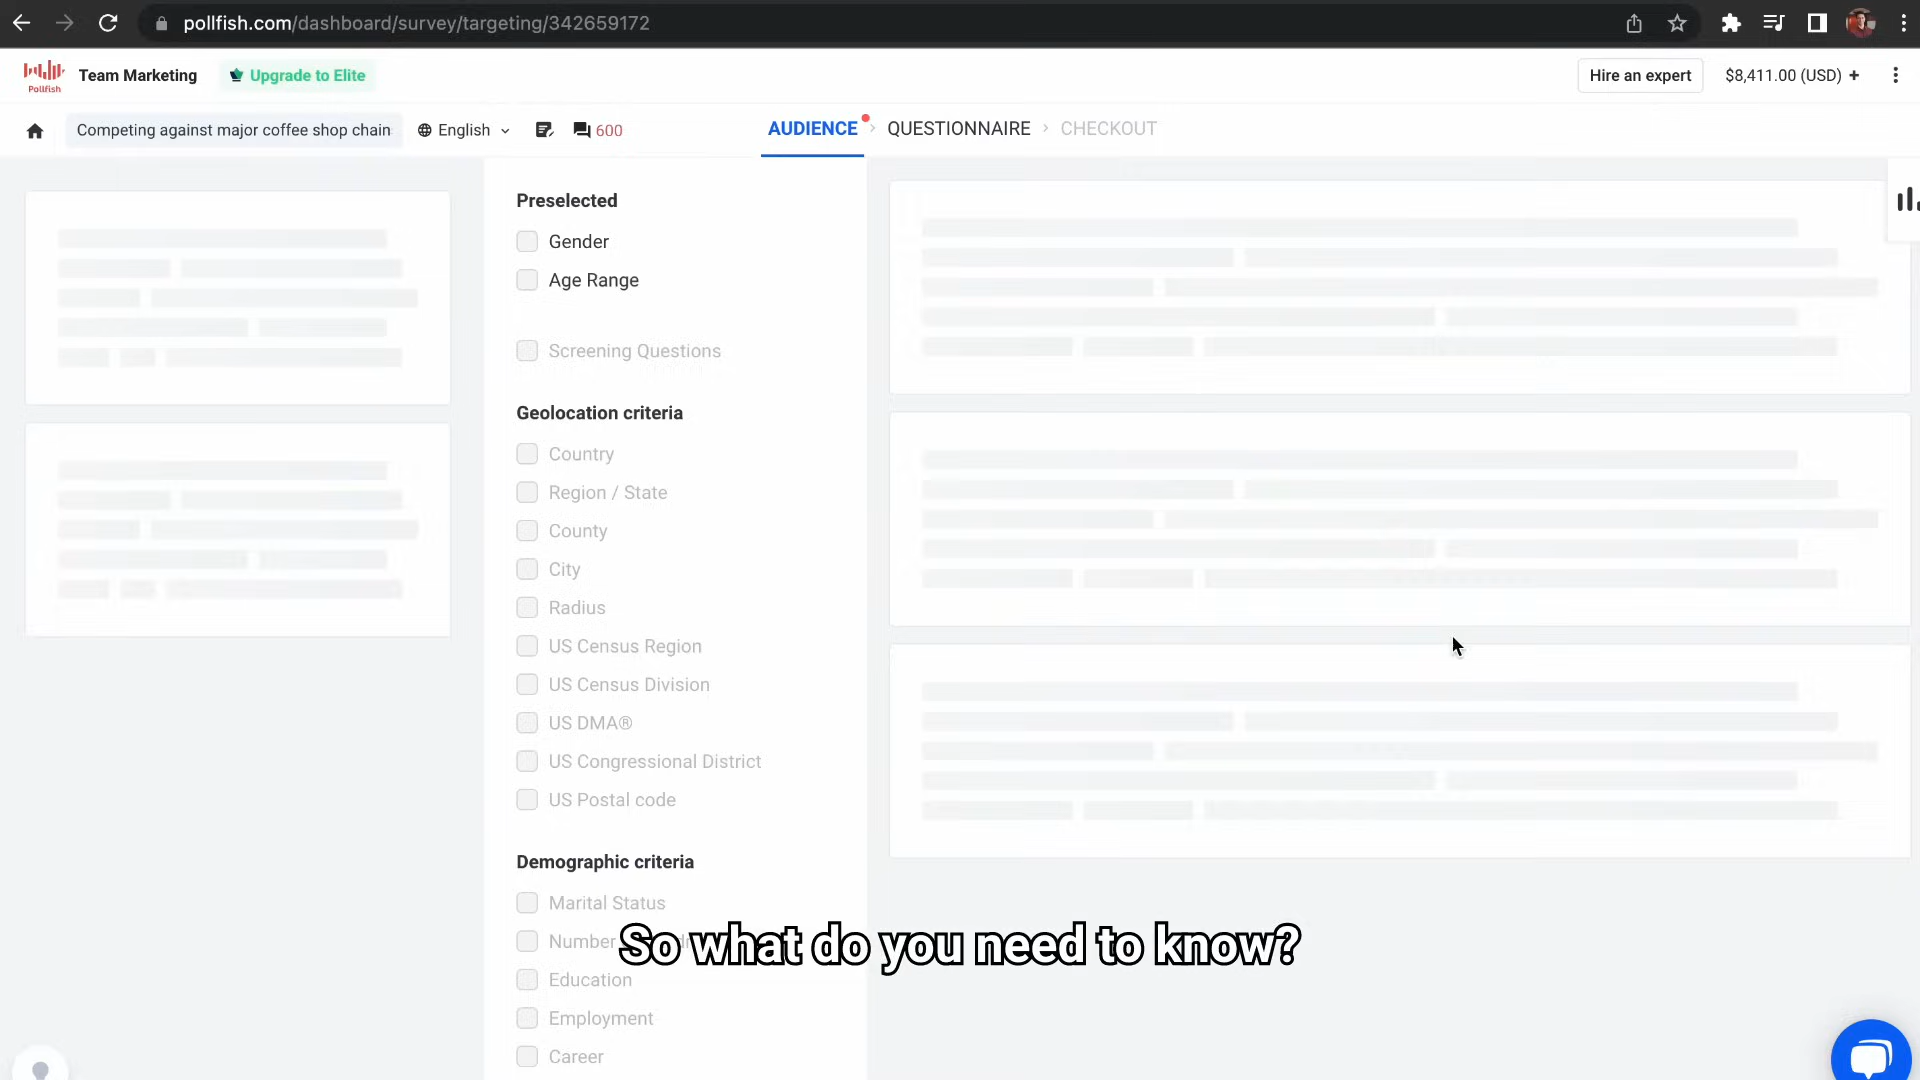 pollfish.com/dashboard/survey/targeting/342659172
Pollfish
Team Marketing
Upgrade to Elite
Hire an expert
$8,411.00 (USD) +
Competing against major coffee shop chain
English
600
AUDIENCE
QUESTIONNAIRE
CHECKOUT
Preselected
Gender
Age Range
Screening Questions
Geolocation criteria
Country
Region / State
County
City
Radius
US Census Region
US Census Division
US DMA®
US Congressional District
US Postal code
Demographic criteria
Marital Status
Number
So what do you need to know?
Education
Employment
Career